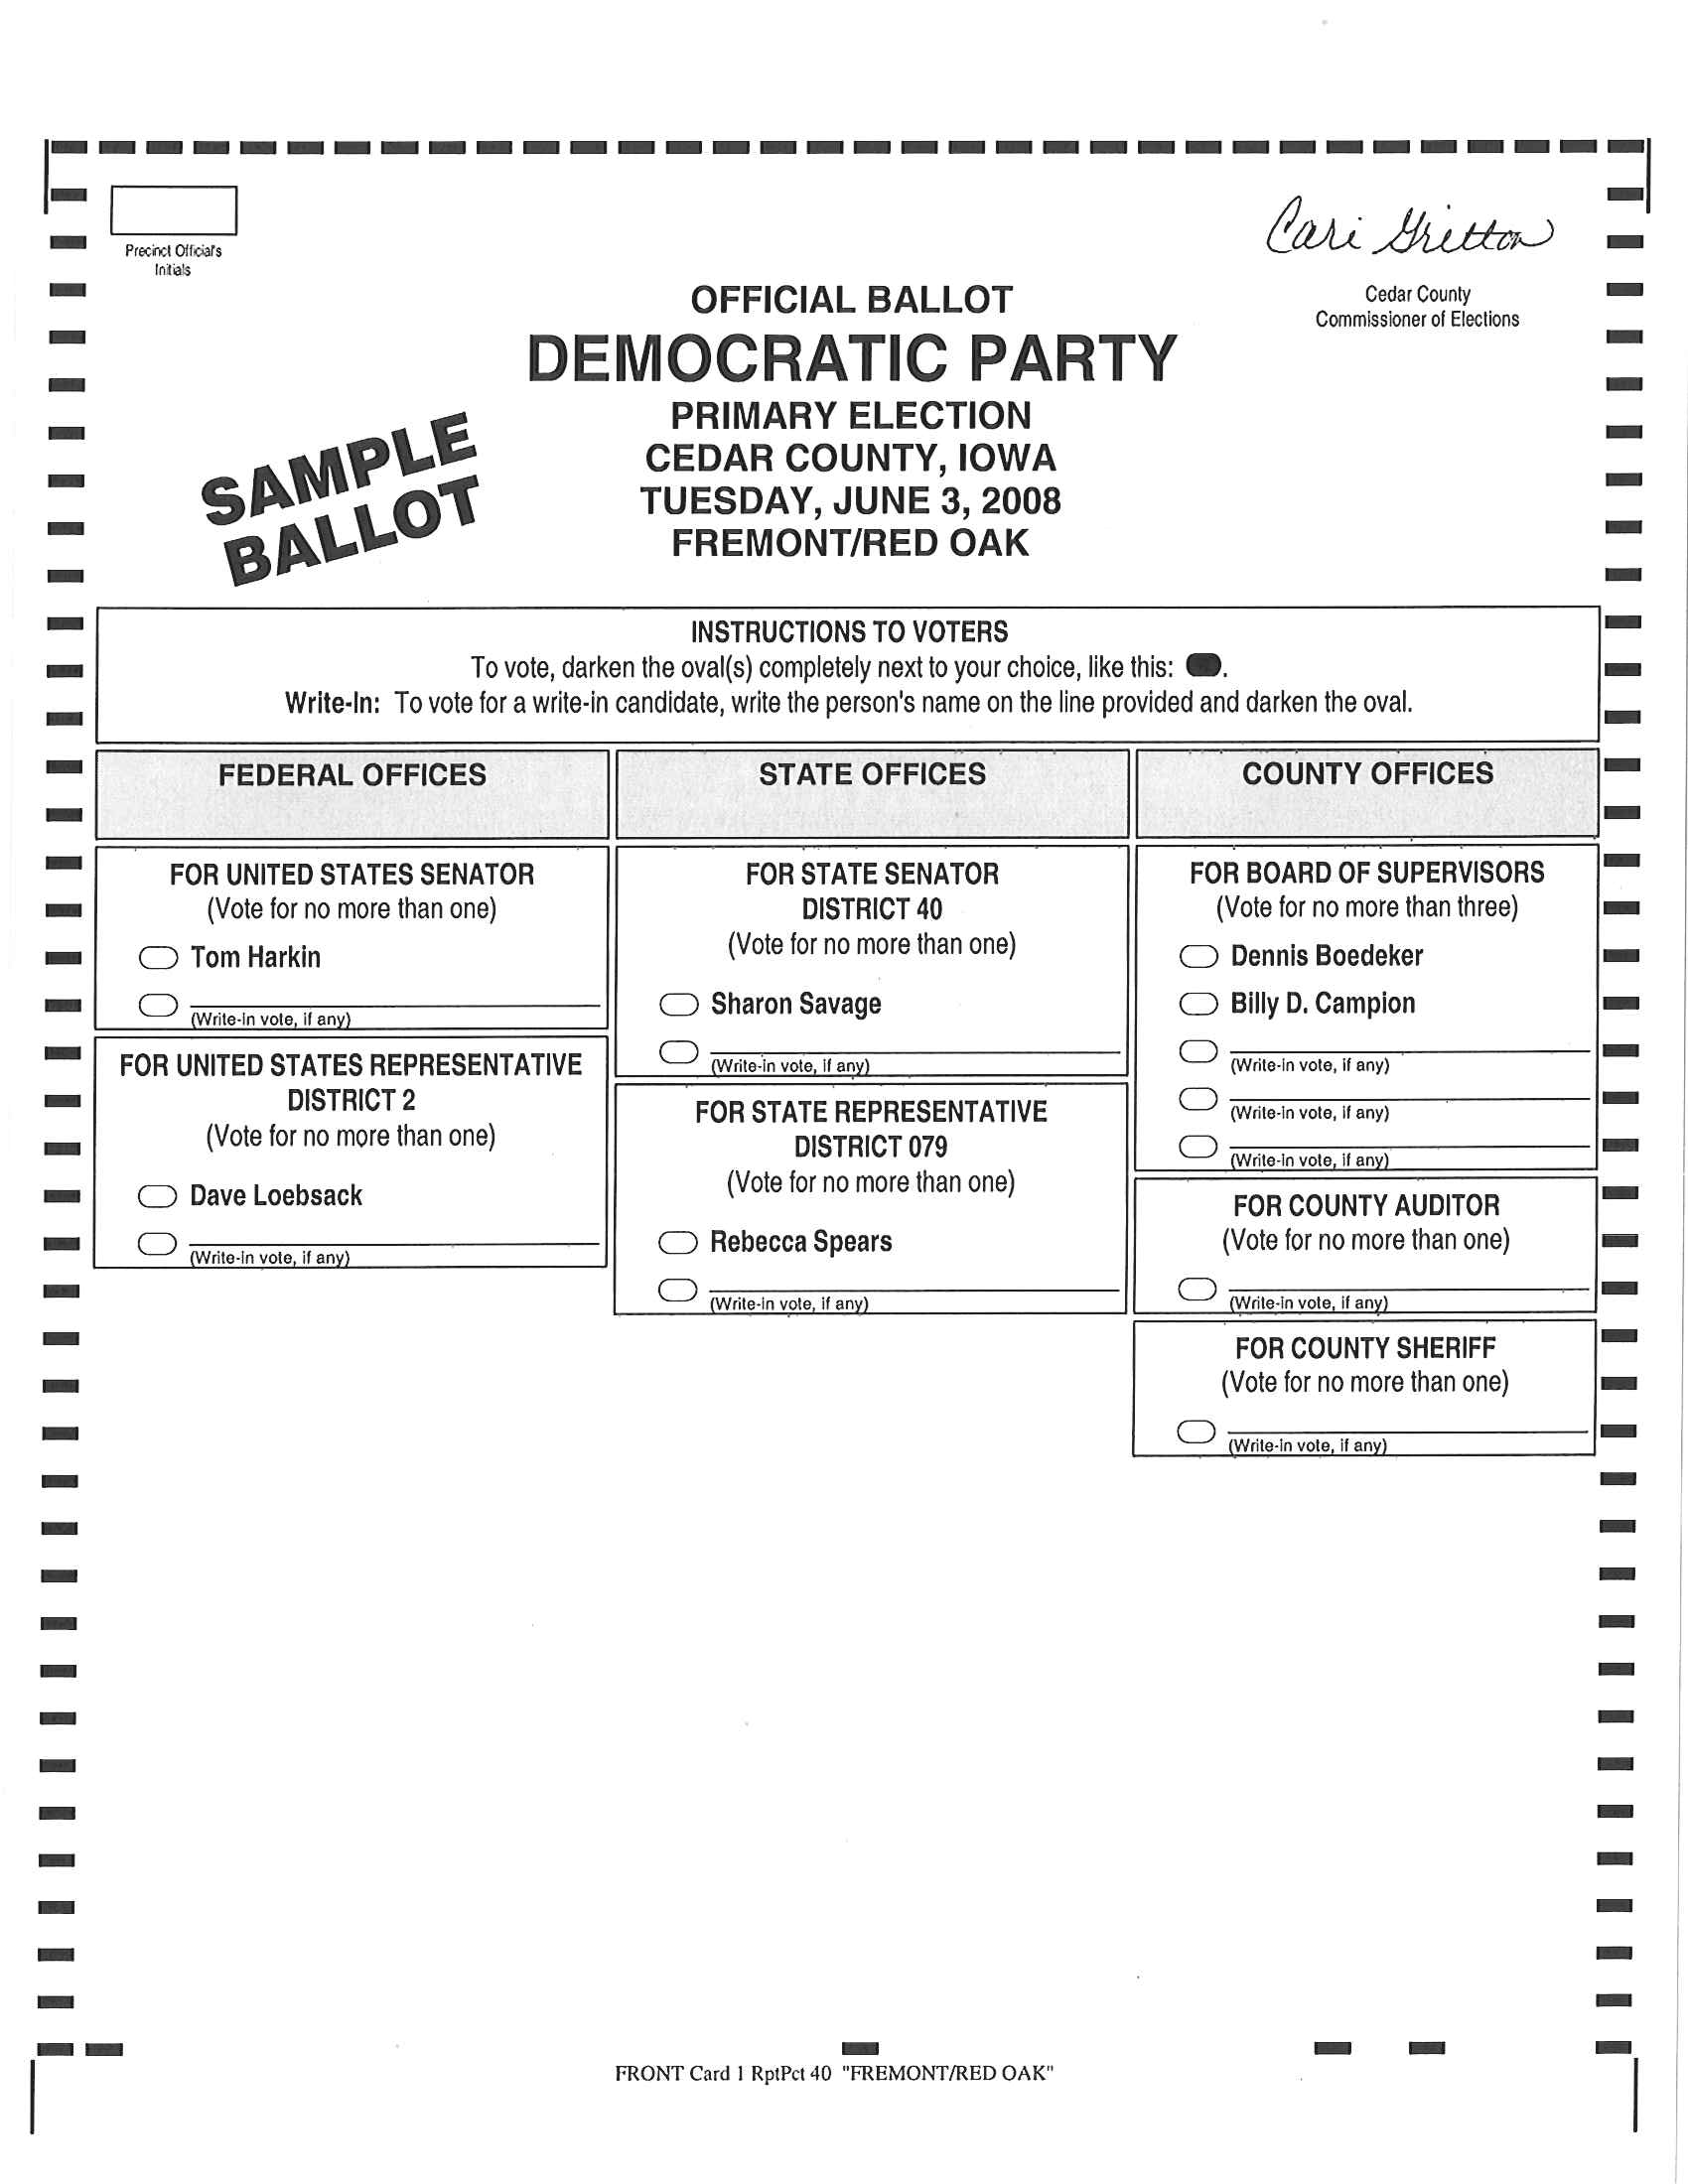 Precinct Official's
Initials
Cari Gritton
Cedar County
Commissioner of Elections
OFFICIAL BALLOT
DEMOCRATIC PARTY
PRIMARY ELECTION
CEDAR COUNTY, IOWA
TUESDAY, JUNE 3, 2008
FREMONT/RED OAK
SAMPLE
BALLOT
INSTRUCTIONS TO VOTERS
To vote, darken the oval(s) completely next to your choice, like this: .
Write-In: To vote for a write-in candidate, write the person's name on the line provided and darken the oval.
FEDERAL OFFICES
FOR UNITED STATES SENATOR
(Vote for no more than one)
Tom Harkin
(Write-in vote, if any)
FOR UNITED STATES REPRESENTATIVE
DISTRICT 2
(Vote for no more than one)
Dave Loebsack
(Write-in vote, if any)
STATE OFFICES
FOR STATE SENATOR
DISTRICT 40
(Vote for no more than one)
Sharon Savage
(Write-in vote, if any)
FOR STATE REPRESENTATIVE
DISTRICT 079
(Vote for no more than one)
Rebecca Spears
(Write-in vote, if any)
COUNTY OFFICES
FOR BOARD OF SUPERVISORS
(Vote for no more than three)
Dennis Boedeker
Billy D. Campion
(Write-in vote, if any)
(Write-in vote, if any)
(Write-in vote, if any)
FOR COUNTY AUDITOR
(Vote for no more than one)
(Write-in vote, if any)
FOR COUNTY SHERIFF
(Vote for no more than one)
(Write-in vote, if any)
FRONT Card 1 RptPct 40 "FREMONT/RED OAK"